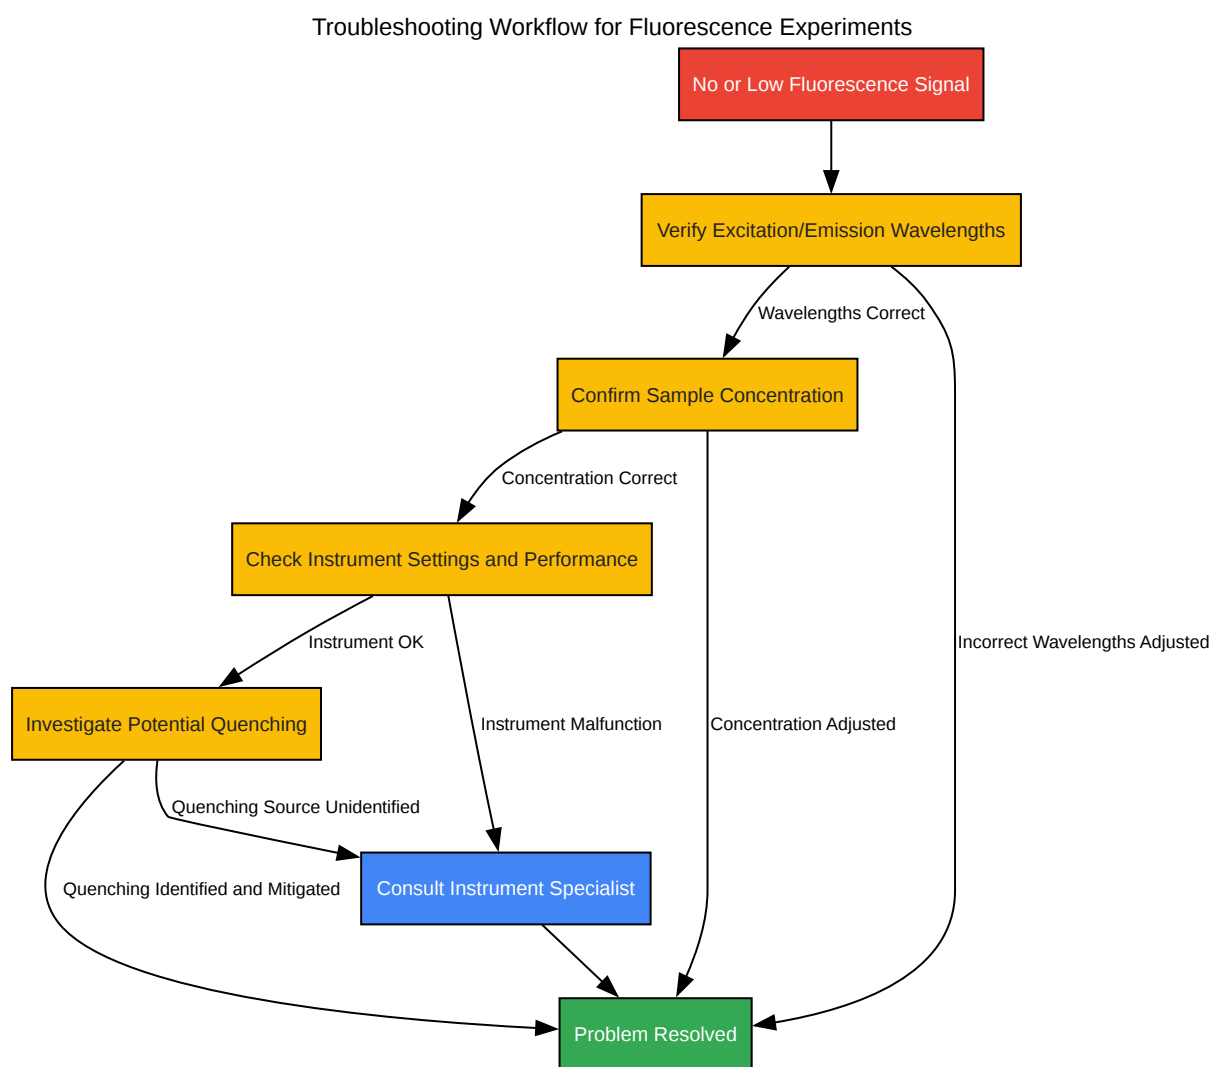 Troubleshooting Workflow for Fluorescence Experiments
No or Low Fluorescence Signal
Verify Excitation/Emission Wavelengths
Wavelengths Correct
Confirm Sample Concentration
Concentration Correct
Check Instrument Settings and Performance
Instrument OK
Incorrect Wavelengths Adjusted
Investigate Potential Quenching
Instrument Malfunction
Concentration Adjusted
Quenching Source Unidentified
Quenching Identified and Mitigated
Consult Instrument Specialist
Problem Resolved